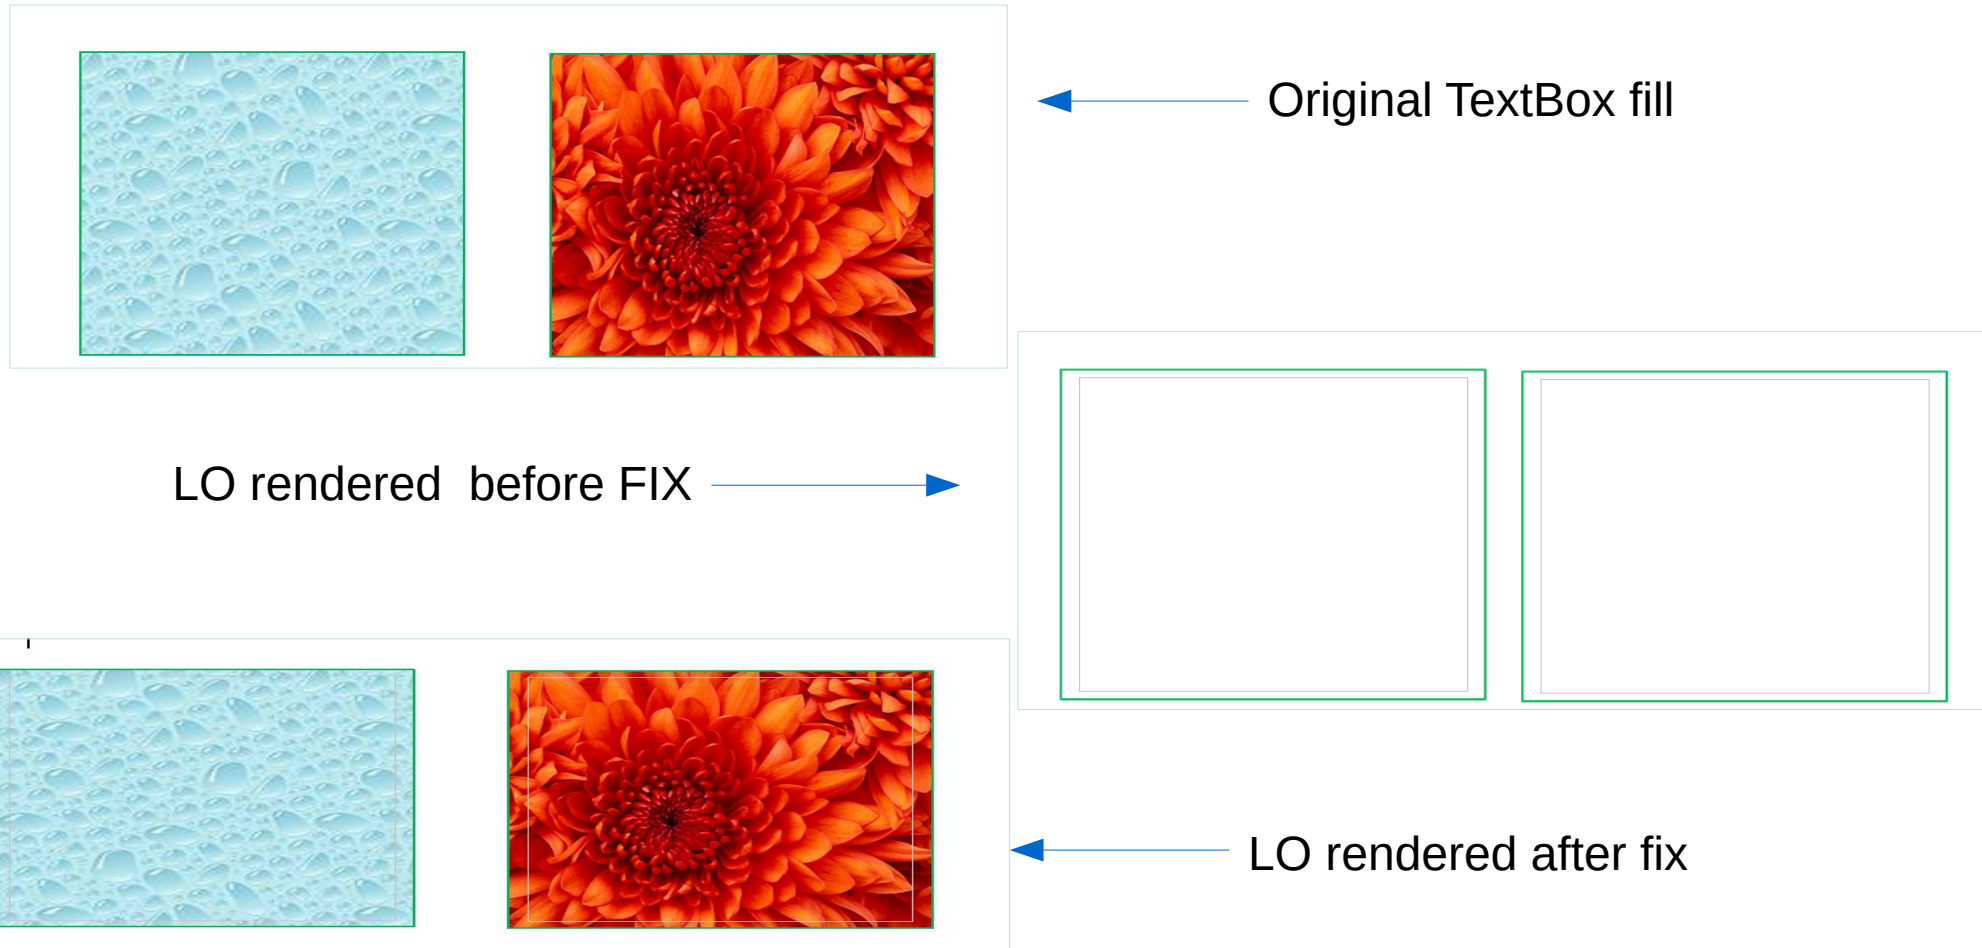 Original TextBox fill
LO rendered  before FIX
LO rendered after fix